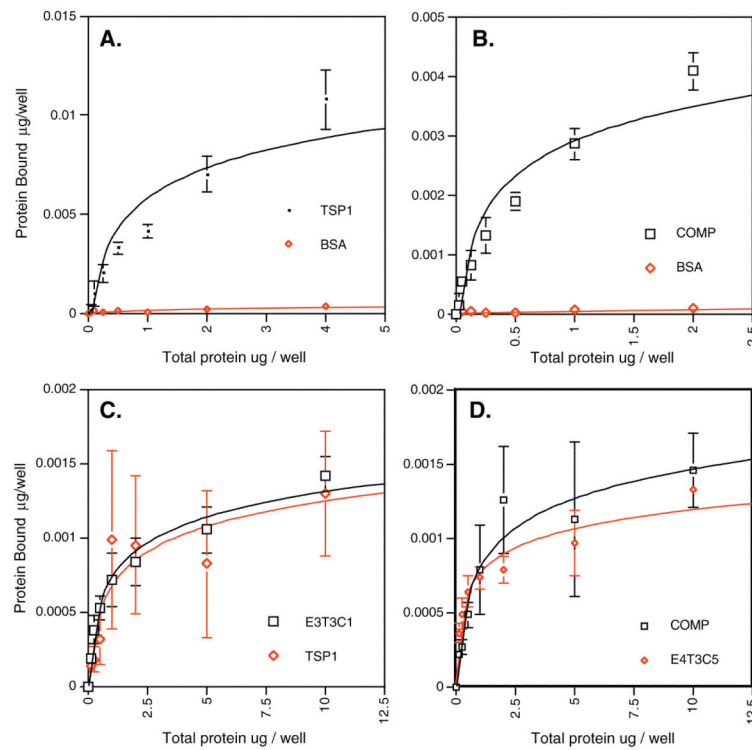 0.015
A.
0.01
0.005
0
Protein Bound µg/well
TSP1
BSA
0 1 2 3 4 5
Total protein ug / well
0.005
B.
0.004
0.003
0.002
0.001
0
COMP
BSA
0 0.5 1 1.5 2 2.5
Total protein ug / well
0.002
C.
0.0015
0.001
0.0005
0
Protein Bound µg/well
E3T3C1
TSP1
0 2.5 5 7.5 10 12.5
Total protein ug / well
0.002
D.
0.0015
0.001
0.0005
0
COMP
E4T3C5
0 2.5 5 7.5 10 12.5
Total protein ug / well